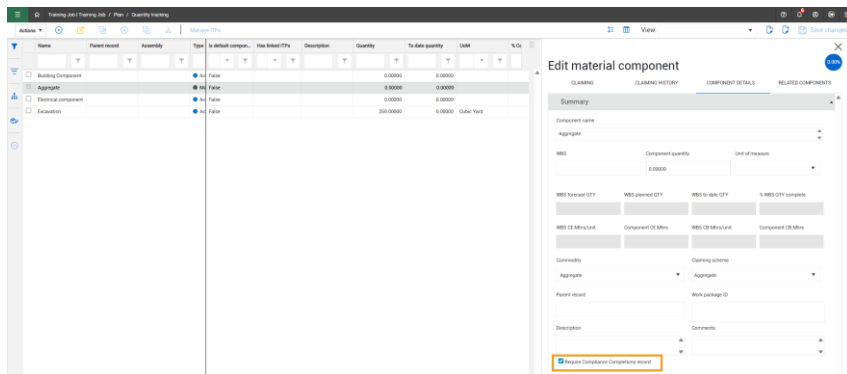 Training Job | Training Job / Plan / Quantity tracking
Actions Manage ITPs View Save changes
Name Parent record Assembly Type Is default compon... Has linked ITPs Description Quantity To date quantity UoM
Building Component False 0.00000 0.00000
Aggregate False 0.00000 0.00000
Electrical component False 0.00000 0.00000
Excavation False 250.00000 0.00000 Cubic Yard
Edit material component
0.00%
CLAIMING CLAIMING HISTORY COMPONENT DETAILS RELATED COMPONENTS
Summary
Component name
Aggregate
WBS Component quantity Unit of measure
0.00000
WBS forecast QTY WBS planned QTY WBS to-date QTY % WBS QTY complete
WBS CE Mhrs/unit Component CE Mhrs WBS CB Mhrs/unit Component CB Mhrs
Commodity Claiming scheme
Aggregate Aggregate
Parent record Work package ID
Description Comments
Require Compliance Completions record